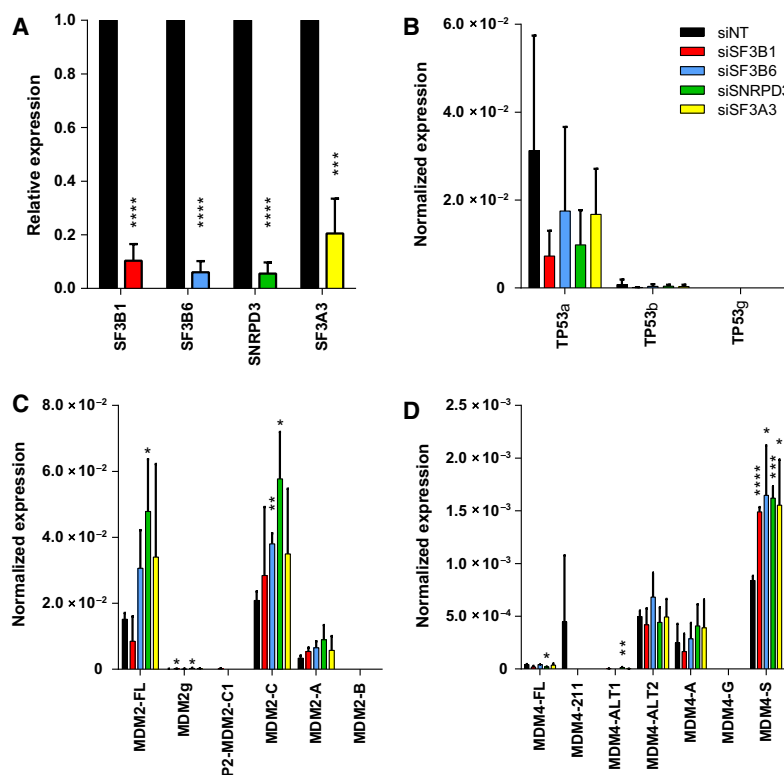 A
Relative expression
1.0
0.8
0.6
0.4
0.2
0.0
****
****
****
***
SF3B1
SF3B6
SNRPD3
SF3A3
B
Normalized expression
6.0 × 10⁻²
4.0 × 10⁻²
2.0 × 10⁻²
0
TP53a
TP53b
TP53g
siNT
siSF3B1
siSF3B6
siSNRPD3
siSF3A3
C
Normalized expression
8.0 × 10⁻²
6.0 × 10⁻²
4.0 × 10⁻²
2.0 × 10⁻²
0
*
*
*
**
*
MDM2-FL
MDM2g
P2-MDM2-C1
MDM2-C
MDM2-A
MDM2-B
D
Normalized expression
2.5 × 10⁻³
2.0 × 10⁻³
1.5 × 10⁻³
1.0 × 10⁻³
5.0 × 10⁻⁴
0
*
**
****
*
***
*
MDM4-FL
MDM4-211
MDM4-ALT1
MDM4-ALT2
MDM4-A
MDM4-G
MDM4-S